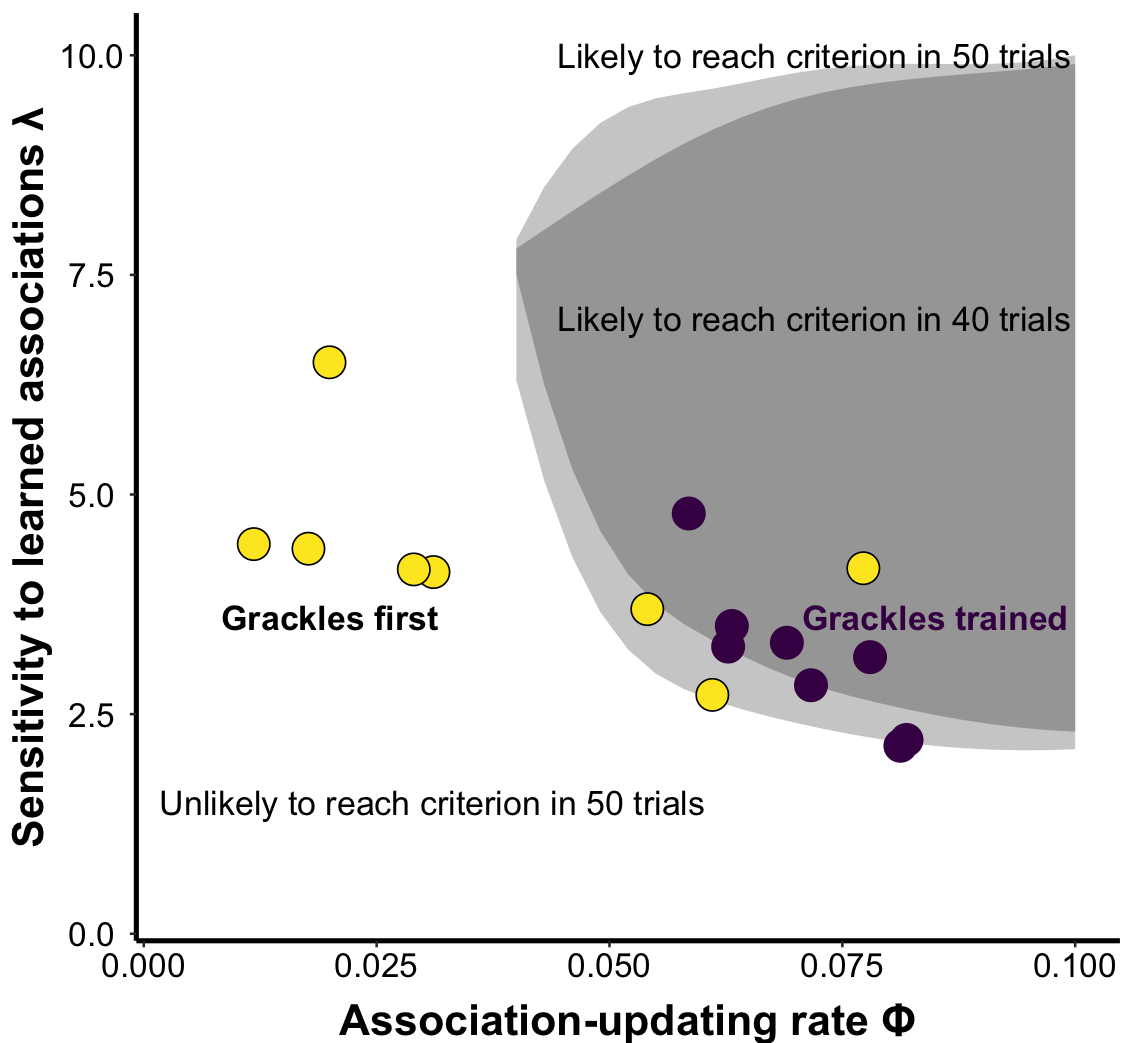 Sensitivity to learned associations λ
10.0
7.5
5.0
2.5
0.0
Likely to reach criterion in 50 trials
Likely to reach criterion in 40 trials
Grackles first
Grackles trained
Unlikely to reach criterion in 50 trials
0.000
0.025
0.050
0.075
0.100
Association-updating rate Φ